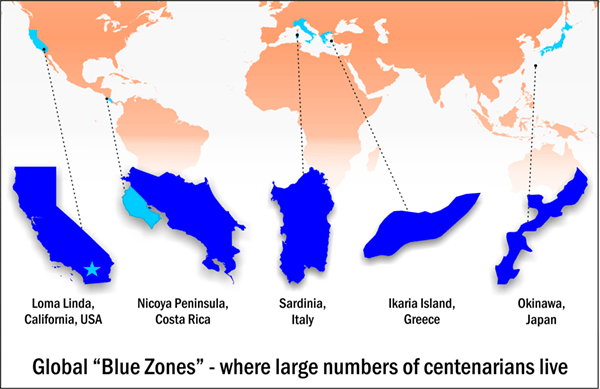 Loma Linda,
California, USA
Nicoya Peninsula,
Costa Rica
Sardinia,
Italy
Ikaria Island,
Greece
Okinawa,
Japan
Global “Blue Zones” - where large numbers of centenarians live